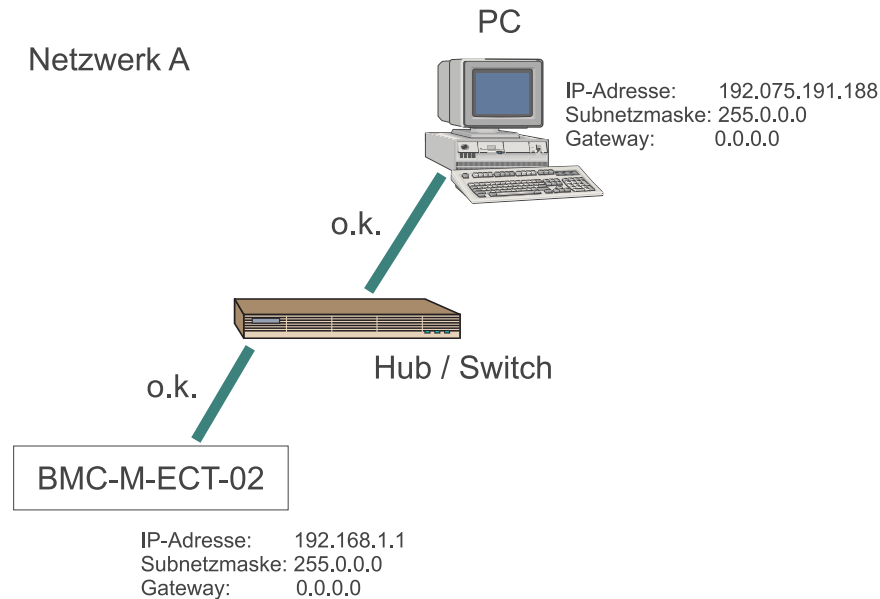 PC
Netzwerk A
IP-Adresse: 192.075.191.188
Subnetzmaske: 255.0.0.0
Gateway: 0.0.0.0
o.k.
Hub / Switch
o.k.
BMC-M-ECT-02
IP-Adresse: 192.168.1.1
Subnetzmaske: 255.0.0.0
Gateway: 0.0.0.0